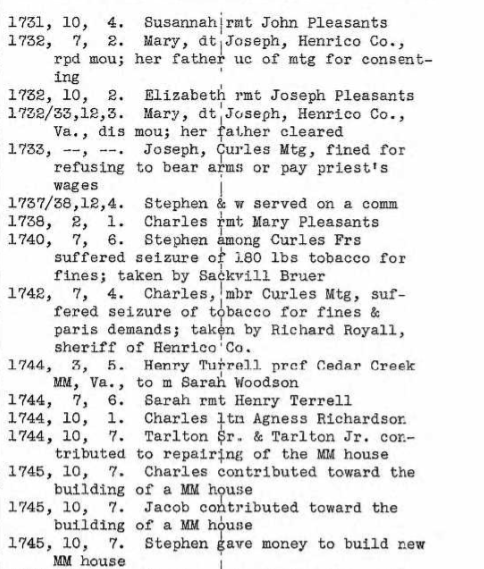 1731, 10, 4. Susannah rmt John Pleasants
1732, 7, 2. Mary, dt Joseph, Henrico Co.,
rpd mou; her father uc of mtg for consent-
ing
1732, 10, 2. Elizabeth rmt Joseph Pleasants
1732/33,12,3. Mary, dt Joseph, Henrico Co.,
Va., dis mou; her father cleared
1733, --, --. Joseph, Curles Mtg, fined for
refusing to bear arms or pay priest's
wages
1737/38,12,4. Stephen & w served on a comm
1738, 2, 1. Charles rmt Mary Pleasants
1740, 7, 6. Stephen among Curles Frs
suffered seizure of 180 lbs tobacco for
fines; taken by Sackvill Bruer
1742, 7, 4. Charles, mbr Curles Mtg, suf-
fered seizure of tobacco for fines &
paris demands; taken by Richard Royall,
sheriff of Henrico Co.
1744, 3, 5. Henry Turrell prcf Cedar Creek
MM, Va., to m Sarah Woodson
1744, 7, 6. Sarah rmt Henry Terrell
1744, 10, 1. Charles ltm Agness Richardson
1744, 10, 7. Tarlton Sr. & Tarlton Jr. con-
tributed to repairing of the MM house
1745, 10, 7. Charles contributed toward the
building of a MM house
1745, 10, 7. Jacob contributed toward the
building of a MM house
1745, 10, 7. Stephen gave money to build new
MM house